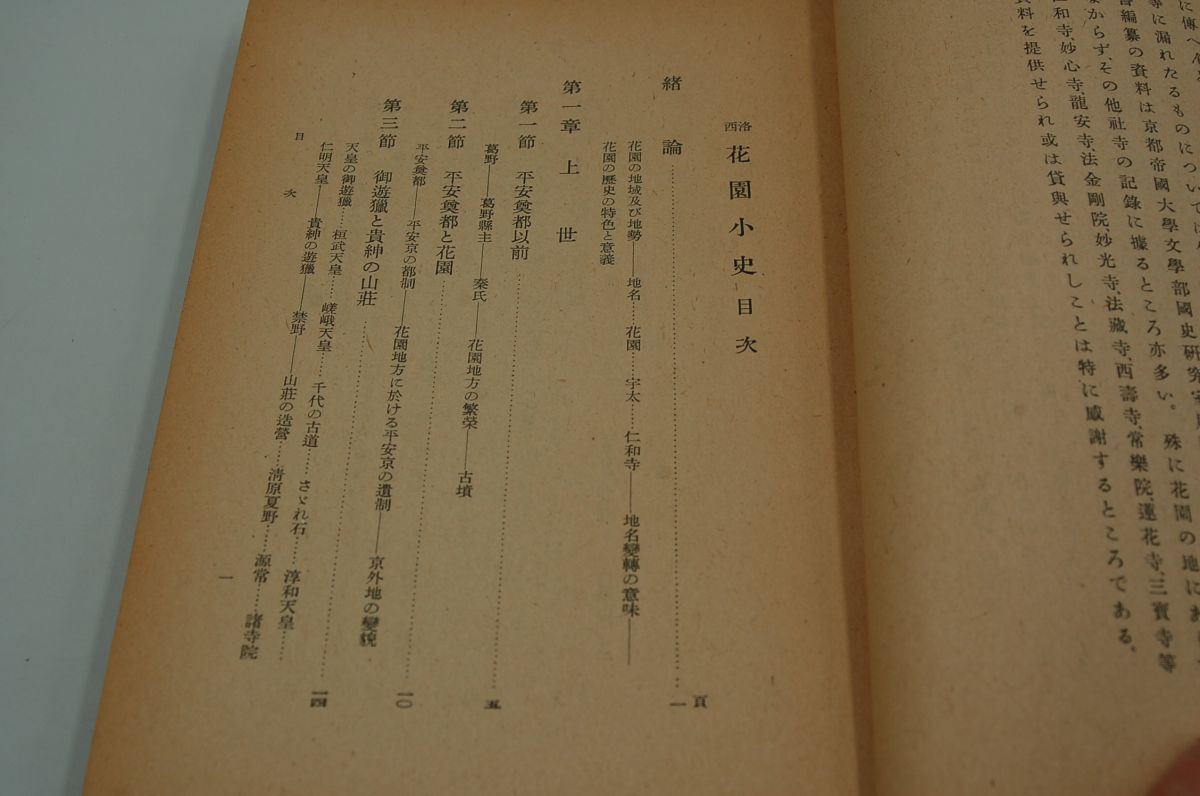 に傳へ
等に漏れたるものについては
書編纂の資料は京都帝國大學文學部國史研究室
なからず、その他社寺の記錄に據るところ亦多い。殊に花園の地にあ
仁和寺、妙心寺、龍安寺、法金剛院、妙光寺、法藏寺、西壽寺、常樂院、蓮花寺、三寶寺等
資料を提供せられ或は貸與せられしことは特に感謝するところである。
洛西 花園小史目次
頁
緒論……一
花園の地域及び地勢――地名……花園……宇太……仁和寺――地名變轉の意味――
花園の歷史の特色と意義
第一章 上世
第一節 平安奠都以前……五
葛野――葛野縣主――秦氏――花園地方の繁榮――古墳
第二節 平安奠都と花園……一〇
平安奠都――平安京の都制――花園地方に於ける平安京の遺制――京外地の變貌
第三節 御遊獵と貴紳の山莊……一四
天皇の御遊獵……桓武天皇……嵯峨天皇……千代の古道……さゞれ石……淳和天皇……
仁明天皇――貴紳の遊獵――禁野――山莊の造營……淸原夏野……源常……諸寺院
目次
一